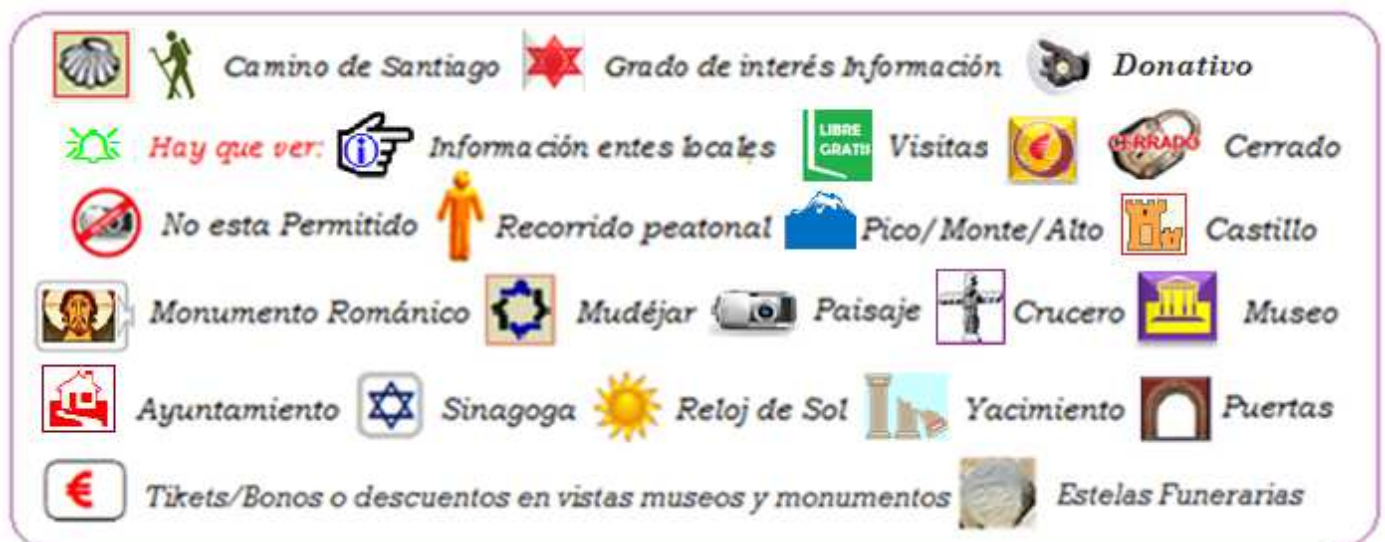 Camino de Santiago Grado de interés Información Donativo
Hay que ver: i Información entes locales LIBRE GRATIS Visitas € CERRADO Cerrado
No esta Permitido Recorrido peatonal Pico/Monte/Alto Castillo
Monumento Románico Mudéjar Paisaje Crucero Museo
Ayuntamiento Sinagoga Reloj de Sol Yacimiento Puertas
€ Tikets/Bonos o descuentos en vistas museos y monumentos Estelas Funerarias